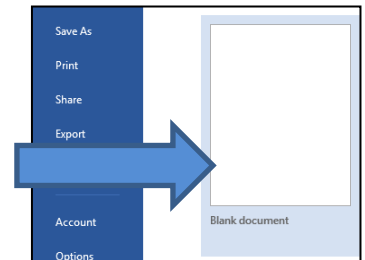 Save As
Print
Share
Export
Account
Blank document
Options